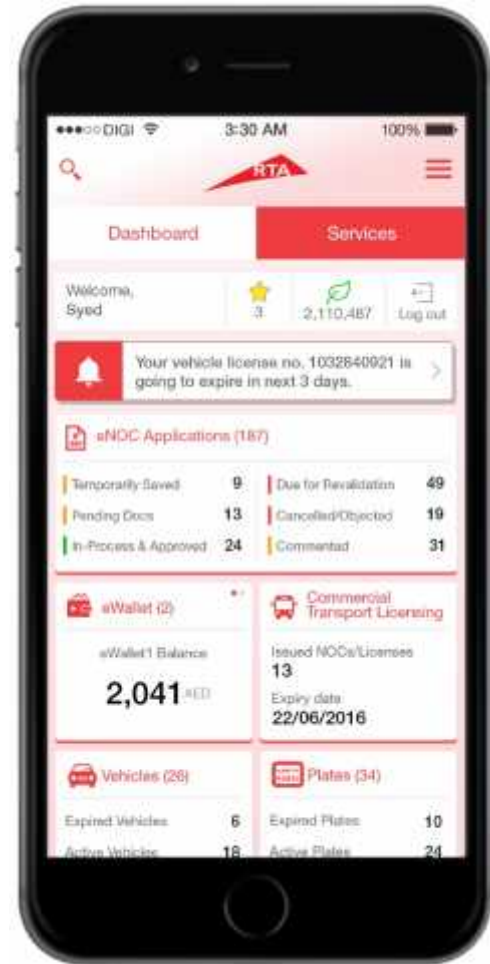 DIGI 3:30 AM 100%
RTA
Dashboard Services
Welcome,
Syed
3 2,110,487 Log out
Your vehicle license no. 1032640921 is
going to expire in next 3 days.
eNOC Applications (187)
Temporarily Saved 9 Due for Revalidation 49
Pending Docs 13 Cancelled/Objected 19
In-Process & Approved 24 Commented 31
eWallet (2)
Commercial
Transport Licensing
eWallet1 Balance
2,041 AED
Issued NOCs/Licenses
13
Expiry date
22/06/2016
Vehicles (26) Plates (34)
Expired Vehicles 6 Expired Plates 10
Active Vehicles 18 Active Plates 24